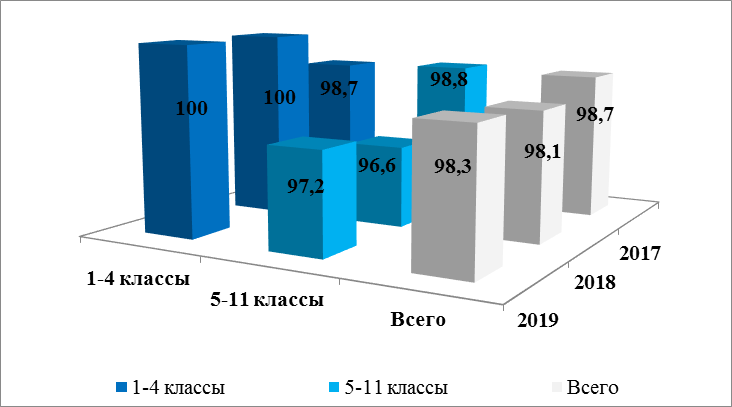 100
100
98,7
98,8
98,7
97,2
96,6
98,3
98,1
1-4 классы
5-11 классы
Всего
2019
2018
2017
1-4 классы
5-11 классы
Всего